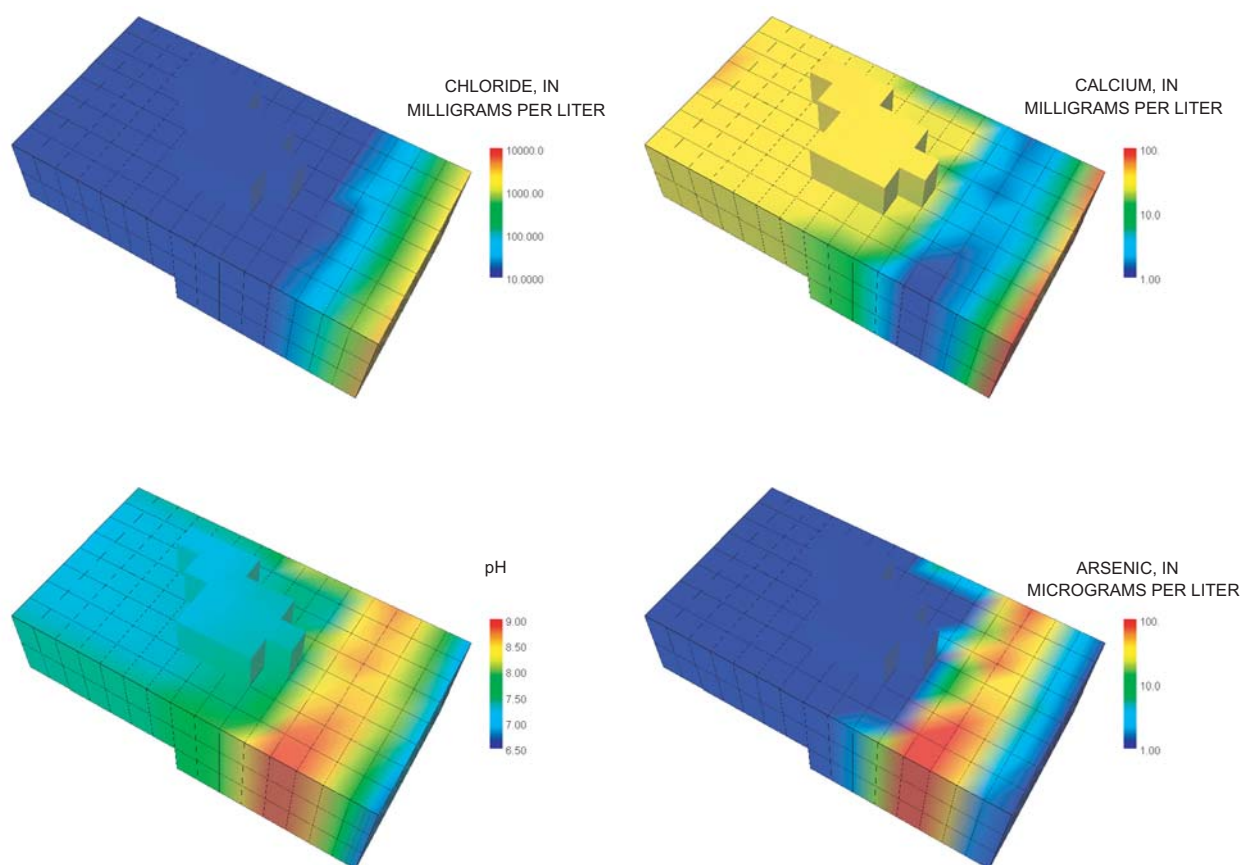 CHLORIDE, IN
MILLIGRAMS PER LITER
10000.0
1000.00
100.000
10.0000
CALCIUM, IN
MILLIGRAMS PER LITER
100.
10.0
1.00
pH
9.00
8.50
8.00
7.50
7.00
6.50
ARSENIC, IN
MICROGRAMS PER LITER
100.
10.0
1.00